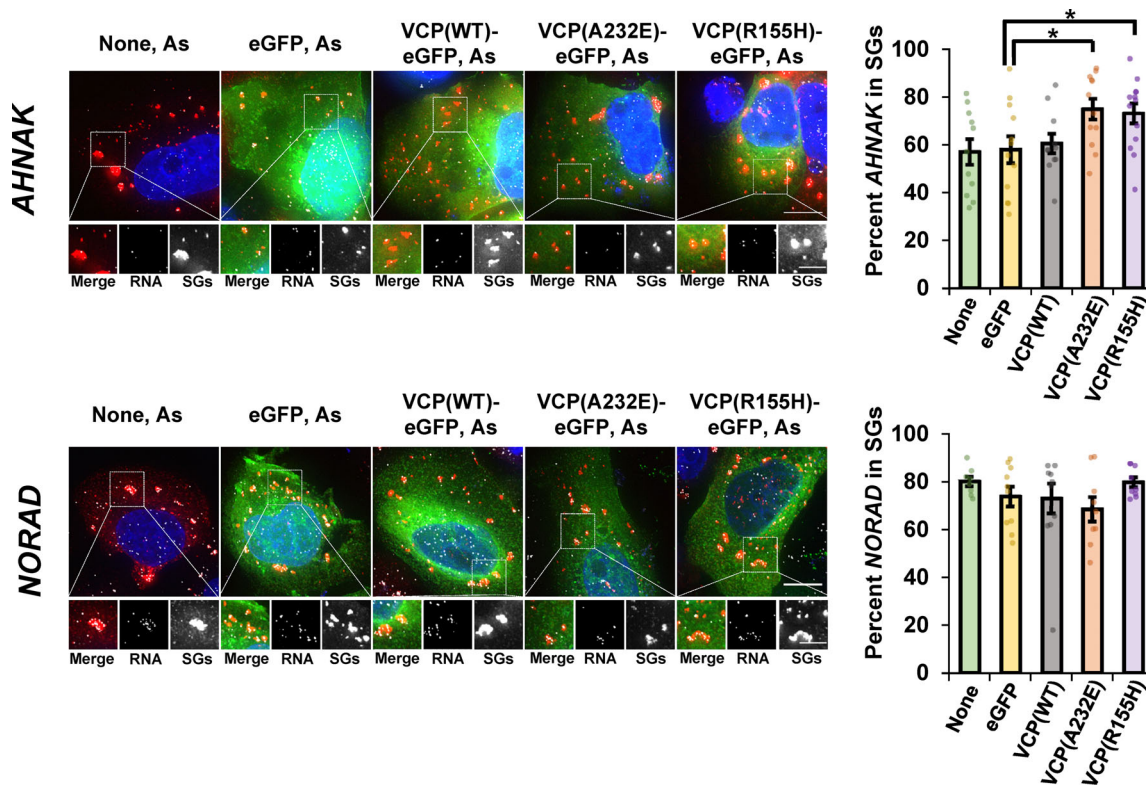 None, As
eGFP, As
VCP(WT)-
eGFP, As
VCP(A232E)-
eGFP, As
VCP(R155H)-
eGFP, As
AHNAK
Merge RNA SGs
Merge RNA SGs
Merge RNA SGs
Merge RNA SGs
Merge RNA SGs
Percent AHNAK in SGs
*
*
100
80
60
40
20
0
None
eGFP
VCP(WT)
VCP(A232E)
VCP(R155H)
None, As
eGFP, As
VCP(WT)-
eGFP, As
VCP(A232E)-
eGFP, As
VCP(R155H)-
eGFP, As
NORAD
Merge RNA SGs
Merge RNA SGs
Merge RNA SGs
Merge RNA SGs
Merge RNA SGs
Percent NORAD in SGs
100
80
60
40
20
0
None
eGFP
VCP(WT)
VCP(A232E)
VCP(R155H)